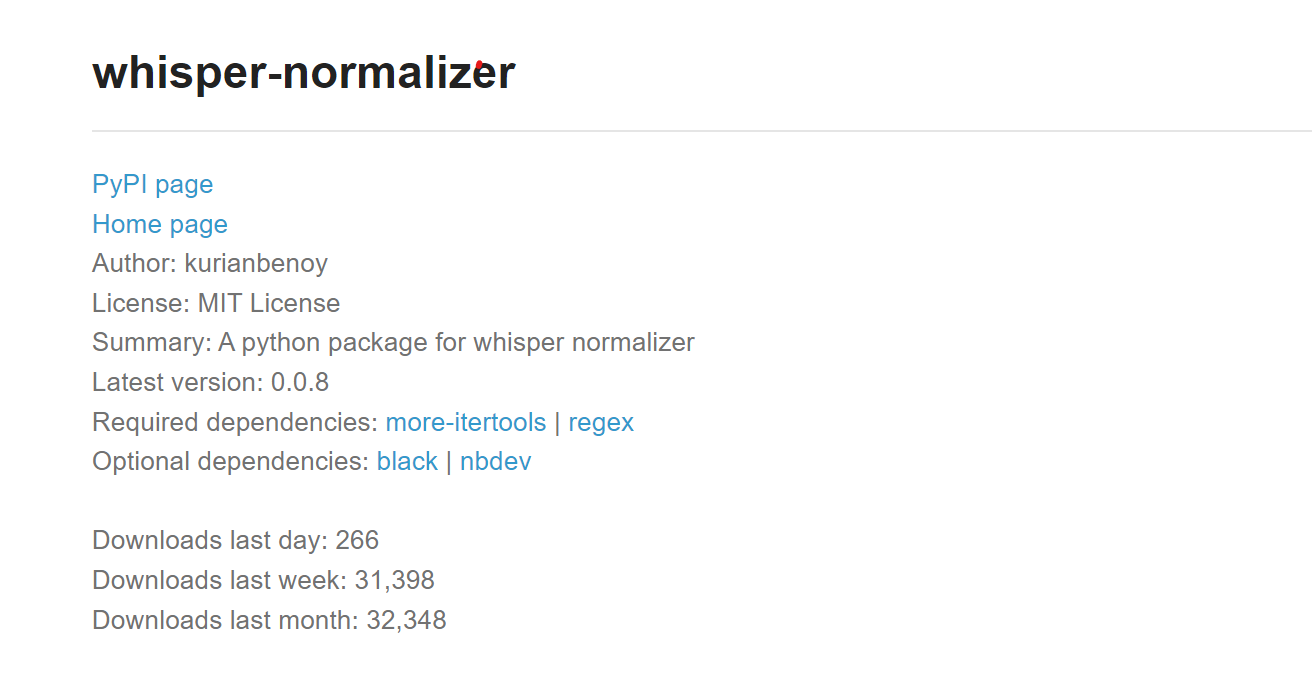 whisper-normalizer
PyPI page
Home page
Author: kurianbenoy
License: MIT License
Summary: A python package for whisper normalizer
Latest version: 0.0.8
Required dependencies: more-itertools | regex
Optional dependencies: black | nbdev
Downloads last day: 266
Downloads last week: 31,398
Downloads last month: 32,348